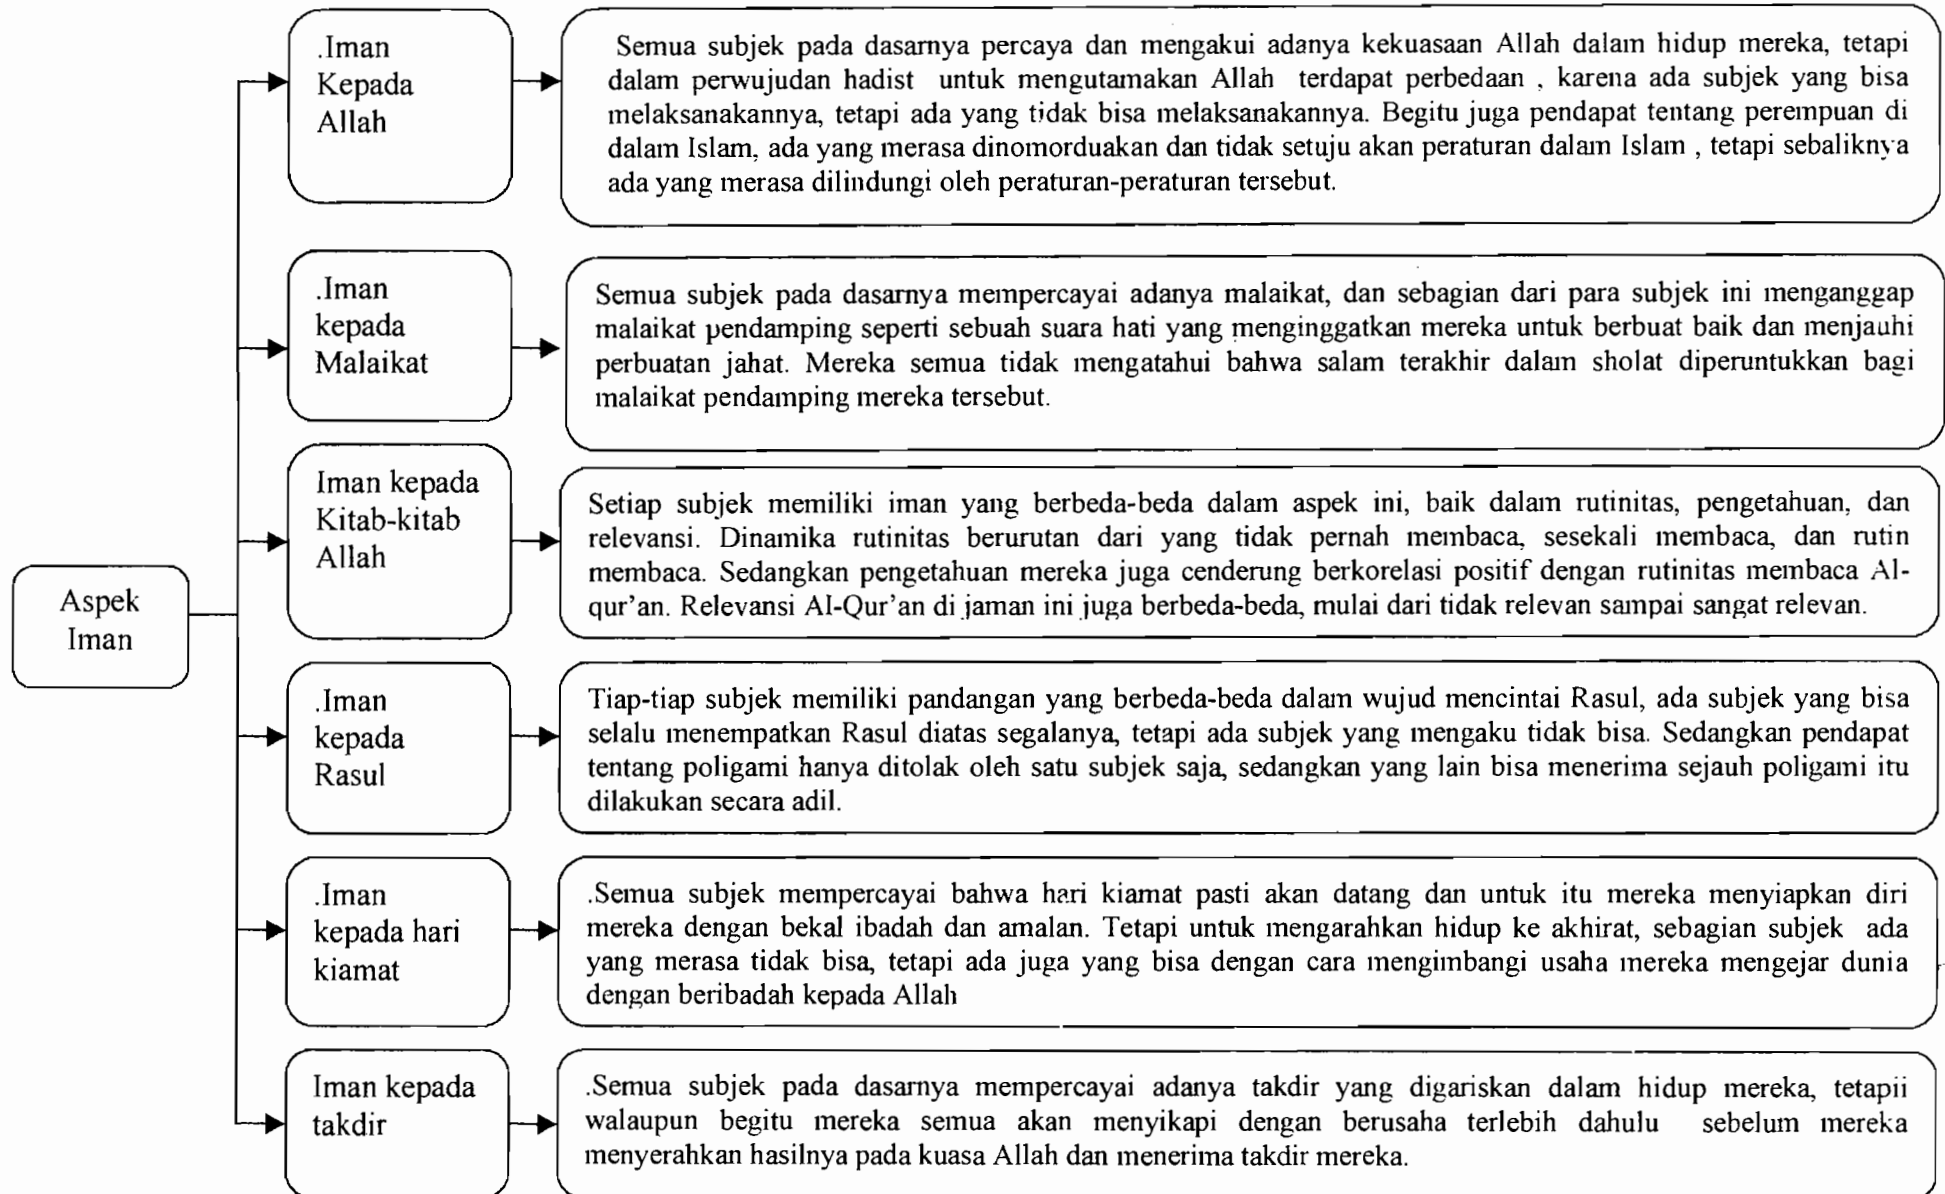 .Iman
Kepada
Allah
Semua subjek pada dasarnya percaya dan mengakui adanya kekuasaan Allah dalam hidup mereka, tetapi
dalam perwujudan hadist untuk mengutamakan Allah terdapat perbedaan , karena ada subjek yang bisa
melaksanakannya, tetapi ada yang tidak bisa melaksanakannya. Begitu juga pendapat tentang perempuan di
dalam Islam, ada yang merasa dinomorduakan dan tidak setuju akan peraturan dalam Islam , tetapi sebaliknya
ada yang merasa dilindungi oleh peraturan-peraturan tersebut.
.Iman
kepada
Malaikat
Semua subjek pada dasarnya mempercayai adanya malaikat, dan sebagian dari para subjek ini menganggap
malaikat pendamping seperti sebuah suara hati yang menginggatkan mereka untuk berbuat baik dan menjauhi
perbuatan jahat. Mereka semua tidak mengatahui bahwa salam terakhir dalam sholat diperuntukkan bagi
malaikat pendamping mereka tersebut.
Iman kepada
Kitab-kitab
Allah
Setiap subjek memiliki iman yang berbeda-beda dalam aspek ini, baik dalam rutinitas, pengetahuan, dan
relevansi. Dinamika rutinitas berurutan dari yang tidak pernah membaca, sesekali membaca, dan rutin
membaca. Sedangkan pengetahuan mereka juga cenderung berkorelasi positif dengan rutinitas membaca Al-
qur'an. Relevansi Al-Qur'an di jaman ini juga berbeda-beda, mulai dari tidak relevan sampai sangat relevan.
Aspek
Iman
.Iman
kepada
Rasul
Tiap-tiap subjek memiliki pandangan yang berbeda-beda dalam wujud mencintai Rasul, ada subjek yang bisa
selalu menempatkan Rasul diatas segalanya, tetapi ada subjek yang mengaku tidak bisa. Sedangkan pendapat
tentang poligami hanya ditolak oleh satu subjek saja, sedangkan yang lain bisa menerima sejauh poligami itu
dilakukan secara adil.
.Iman
kepada hari
kiamat
.Semua subjek mempercayai bahwa hari kiamat pasti akan datang dan untuk itu mereka menyiapkan diri
mereka dengan bekal ibadah dan amalan. Tetapi untuk mengarahkan hidup ke akhirat, sebagian subjek ada
yang merasa tidak bisa, tetapi ada juga yang bisa dengan cara mengimbangi usaha mereka mengejar dunia
dengan beribadah kepada Allah
Iman kepada
takdir
.Semua subjek pada dasarnya mempercayai adanya takdir yang digariskan dalam hidup mereka, tetapii
walaupun begitu mereka semua akan menyikapi dengan berusaha terlebih dahulu sebelum mereka
menyerahkan hasilnya pada kuasa Allah dan menerima takdir mereka.